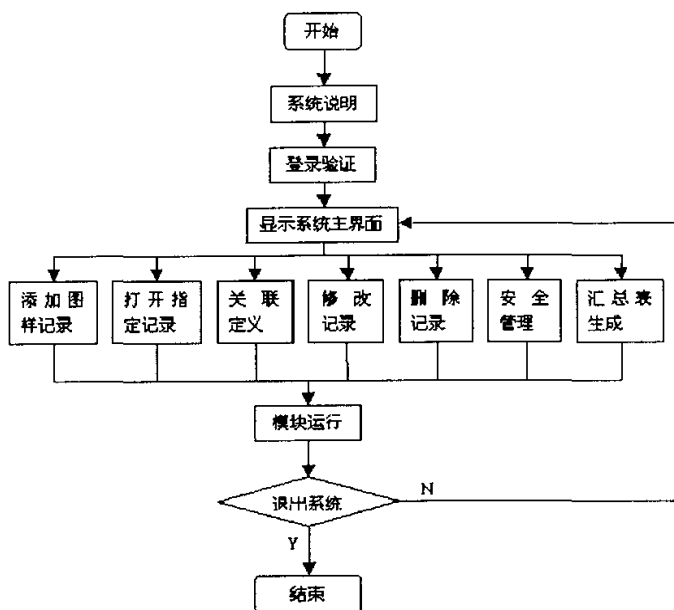 开始
系统说明
登录验证
显示系统主界面
添加图
样记录
打开指
定记录
关联
定义
修改
记录
删除
记录
安全
管理
汇总表
生成
模块运行
退出系统
N
Y
结束